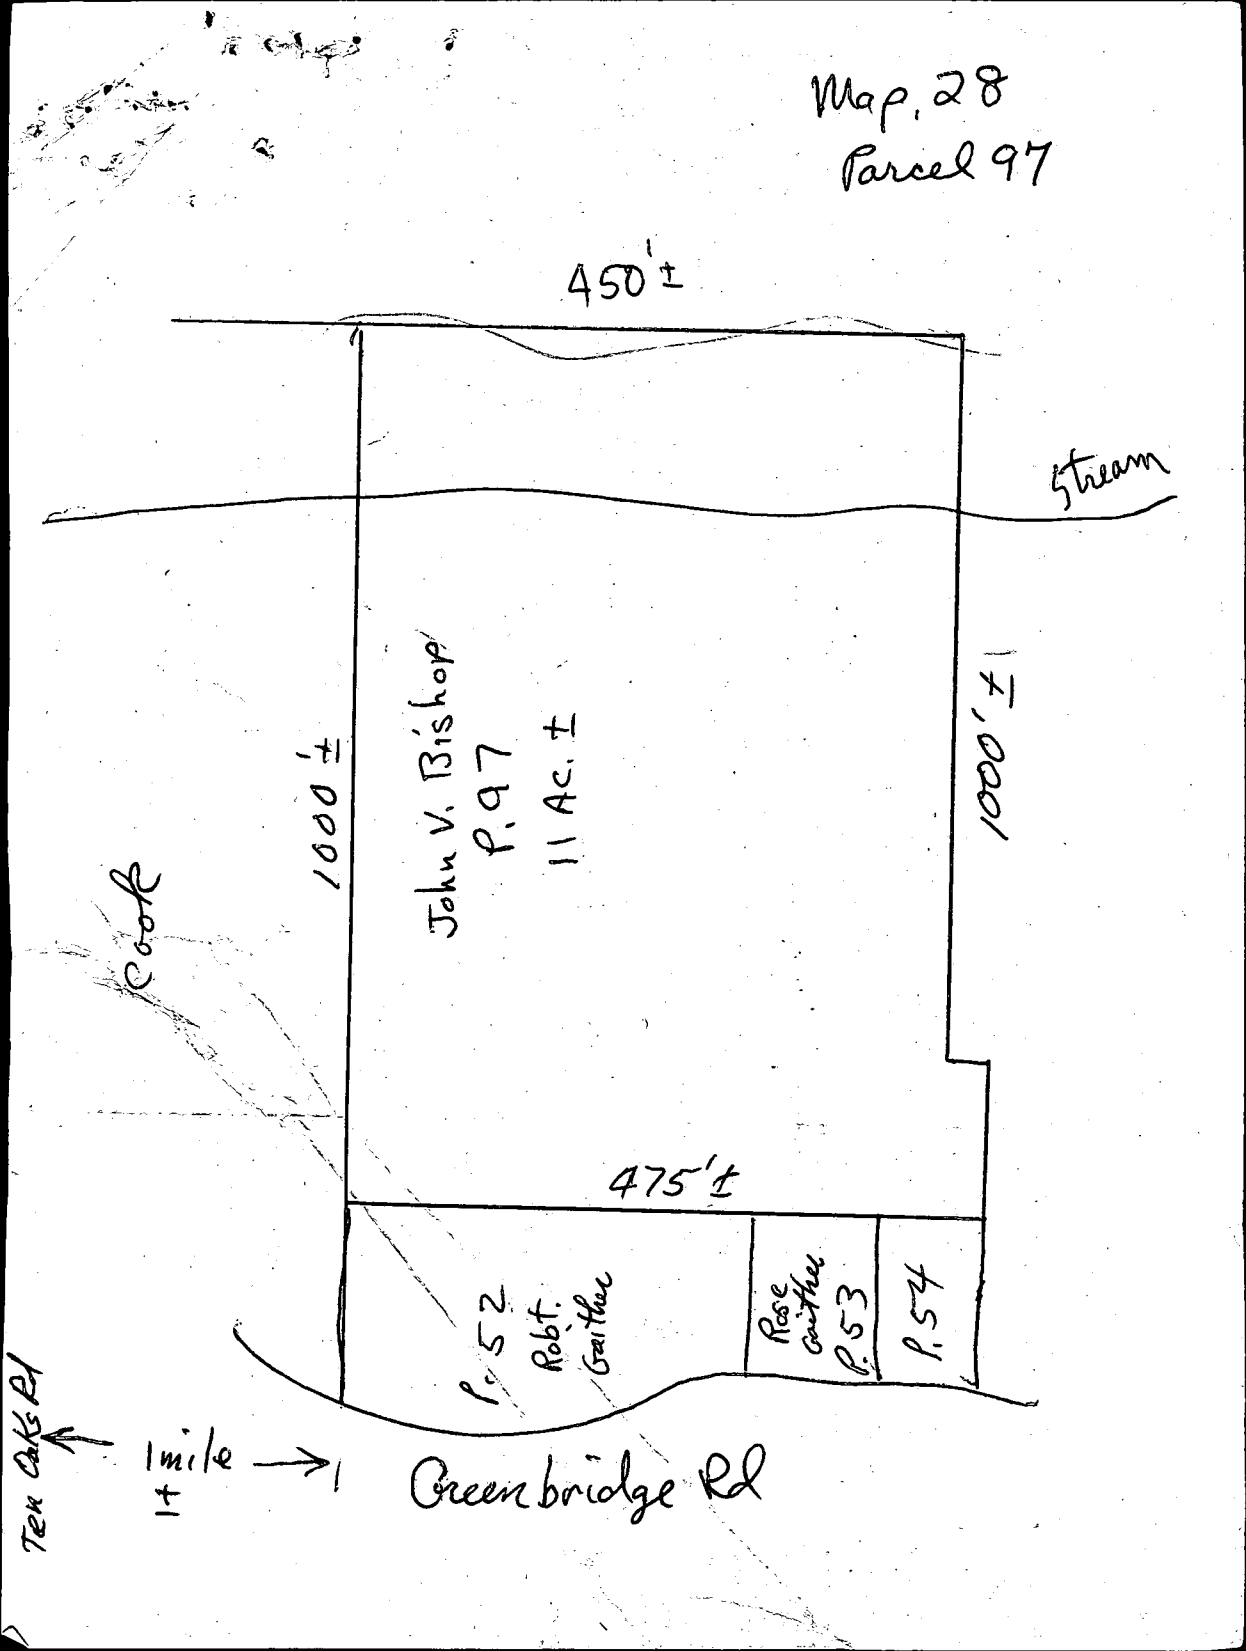 Map. 28
Parcel 97
450' ±
Stream
1000' ±
John V. Bishop
P. 97
11 Ac. ±
1000' ±
Cook
475' ±
P. 52
Robt.
Gaither
Rose
Gaither
P. 53
P. 54
Ten Oaks Rd
1 mile
±
Greenbridge Rd